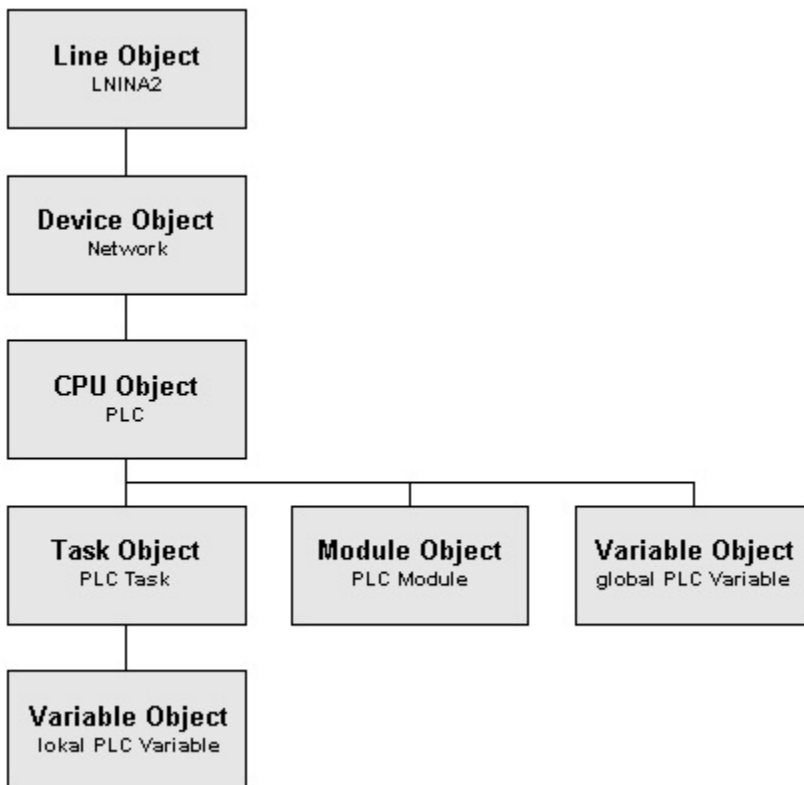 Line Object
LNINA2
Device Object
Network
CPU Object
PLC
Task Object
PLC Task
Module Object
PLC Module
Variable Object
global PLC Variable
Variable Object
lokal PLC Variable